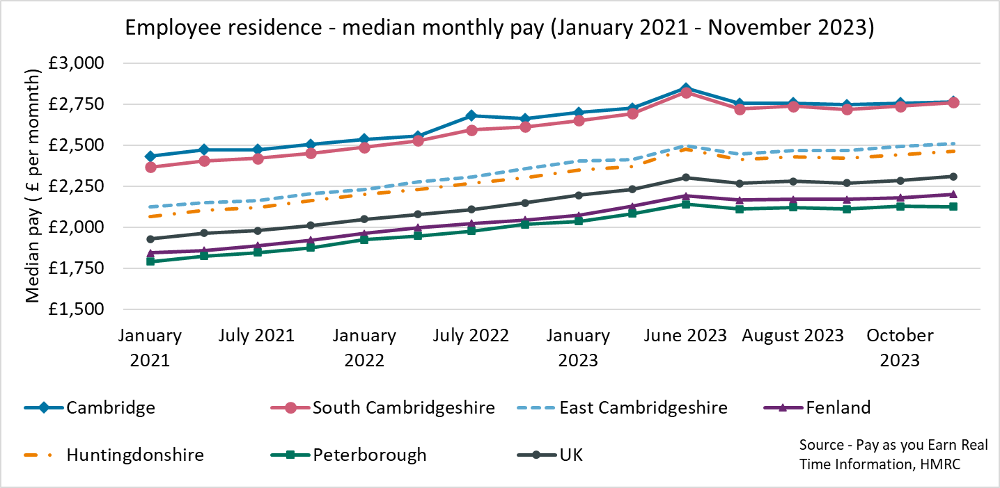 Employee residence - median monthly pay (January 2021 - November 2023)
Median pay ( £ per momnth)
£3,000
£2,750
£2,500
£2,250
£2,000
£1,750
£1,500
January 2021
July 2021
January 2022
July 2022
January 2023
June 2023
August 2023
October 2023
Cambridge
South Cambridgeshire
East Cambridgeshire
Fenland
Huntingdonshire
Peterborough
UK
Source - Pay as you Earn Real
Time Information, HMRC